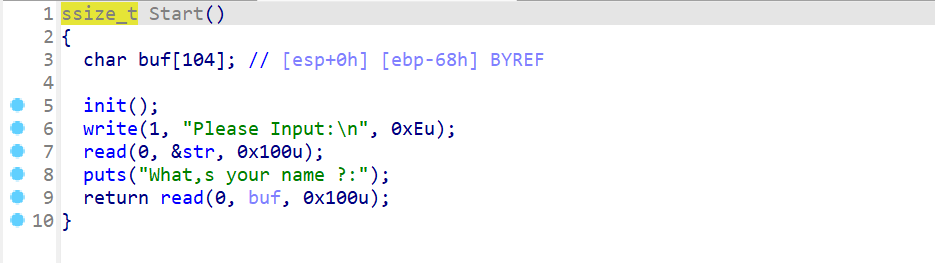 1 ssize_t Start()
2 {
3 char buf[104]; // [esp+0h] [ebp-68h] BYREF
4
5 init();
6 write(1, "Please Input:\n", 0xEu);
7 read(0, &str, 0x100u);
8 puts("What,s your name ?:");
9 return read(0, buf, 0x100u);
10 }